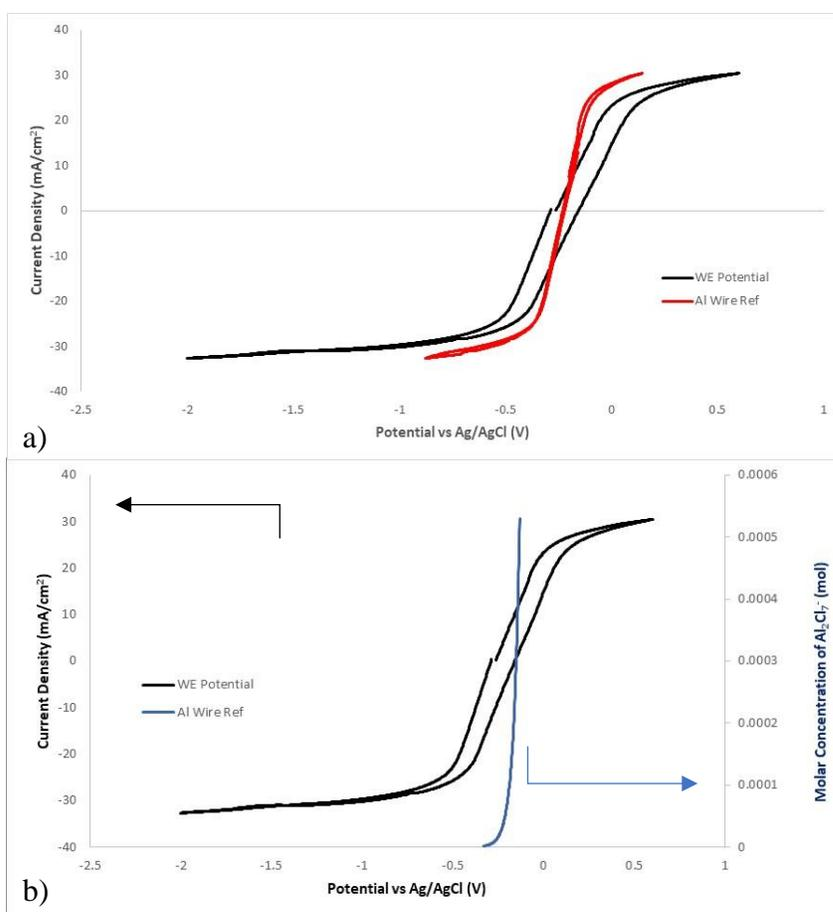 40
30
20
10
0
-10
-20
-30
-40
-2.5 -2 -1.5 -1 -0.5 0 0.5 1
Current Density (mA/cm²)
Potential vs Ag/AgCl (V)
WE Potential
Al Wire Ref
a)
40
30
20
10
0
-10
-20
-30
-40
-2.5 -2 -1.5 -1 -0.5 0 0.5 1
0.0006
0.0005
0.0004
0.0003
0.0002
0.0001
0
Current Density (mA/cm²)
Potential vs Ag/AgCl (V)
Molar Concentration of Al₂Cl₇⁻ (mol)
WE Potential
Al Wire Ref
b)